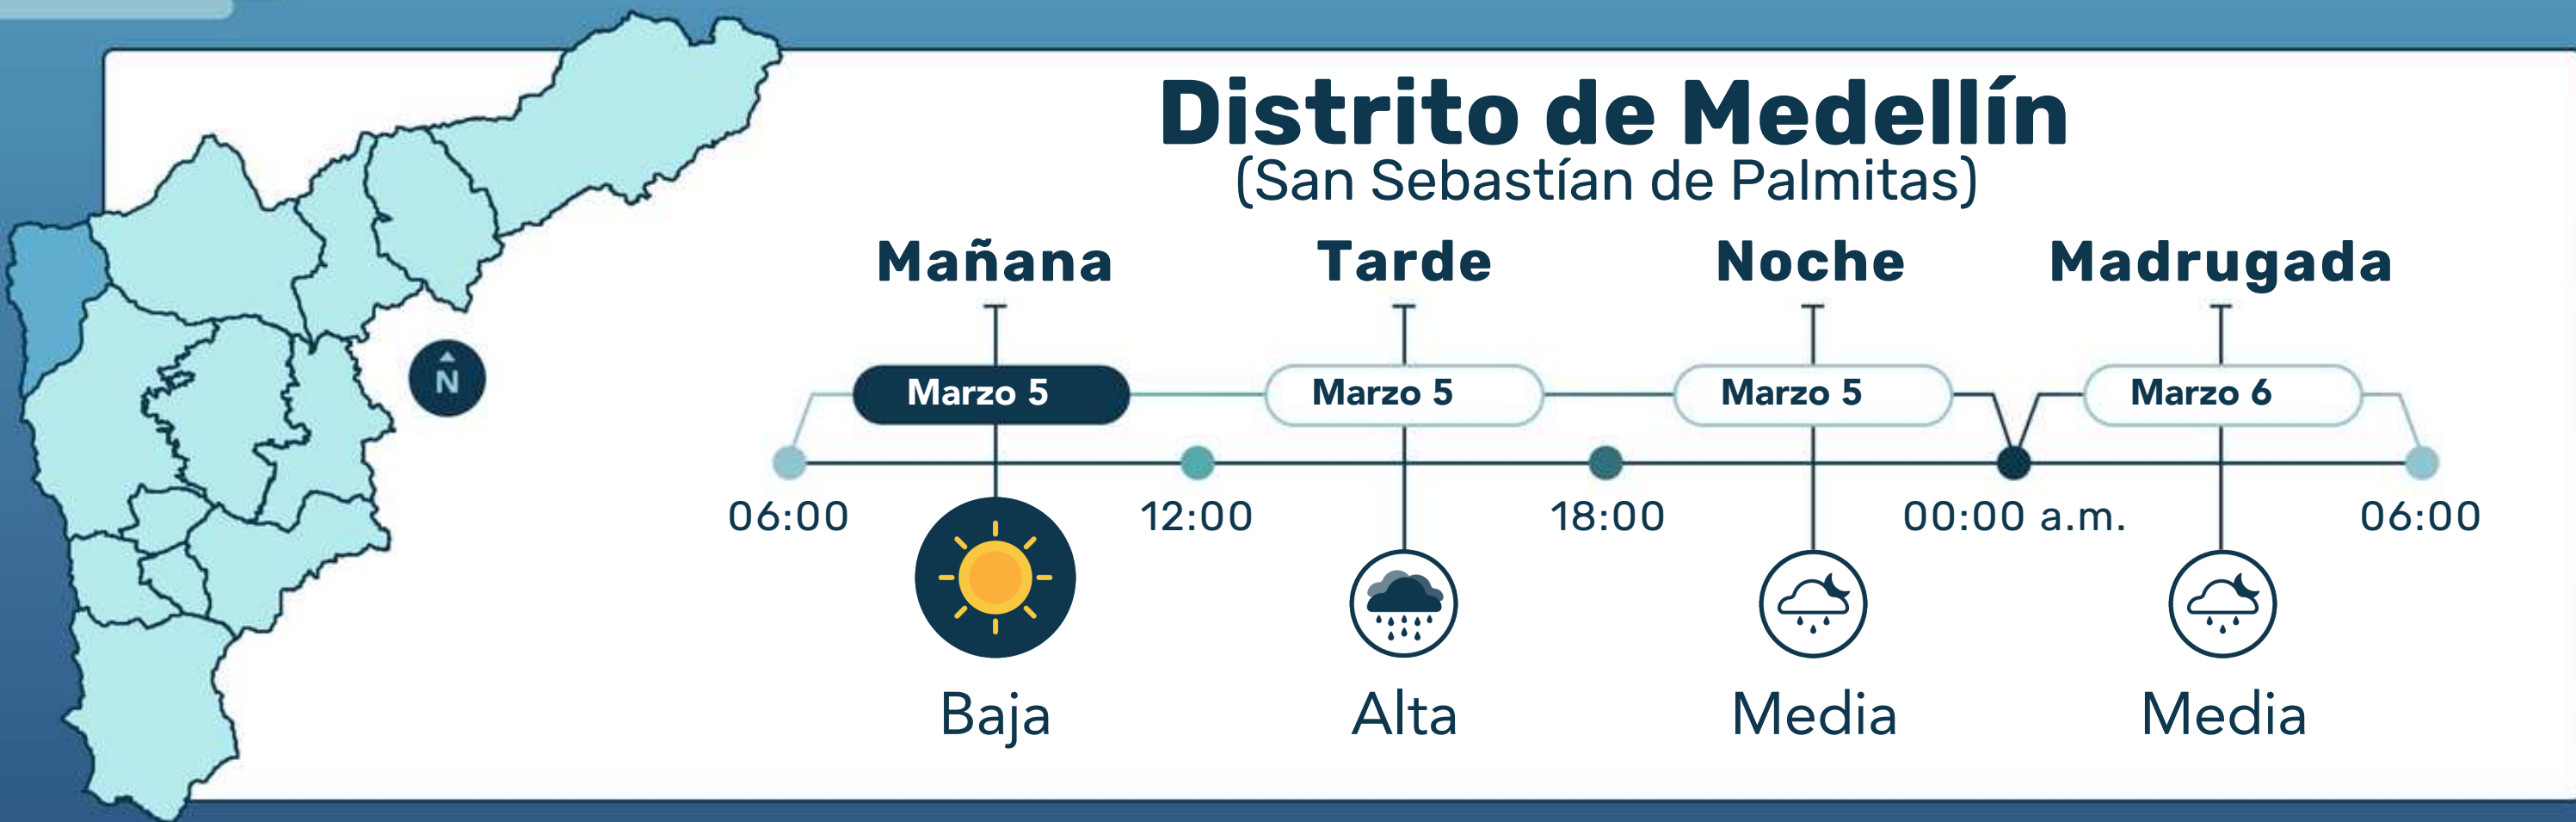 Distrito de Medellín
(San Sebastían de Palmitas)
Mañana Tarde Noche Madrugada
Marzo 5 Marzo 5 Marzo 5 Marzo 6
N
06:00 12:00 18:00 00:00 a.m. 06:00
Baja Alta Media Media